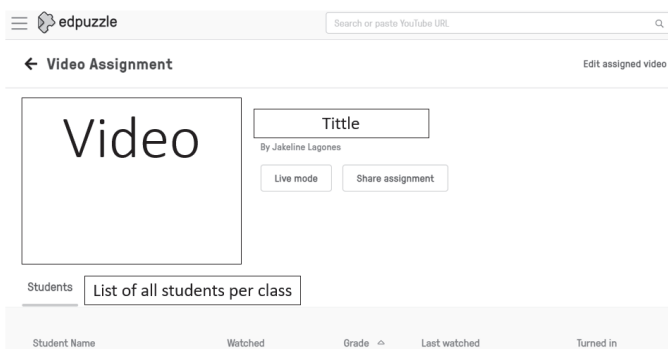 edpuzzle
Search or paste YouTube URL
Video Assignment
Edit assigned video
Video
Tittle
By Jakeline Lagones
Live mode
Share assignment
Students
List of all students per class
Student Name Watched Grade Last watched Turned in